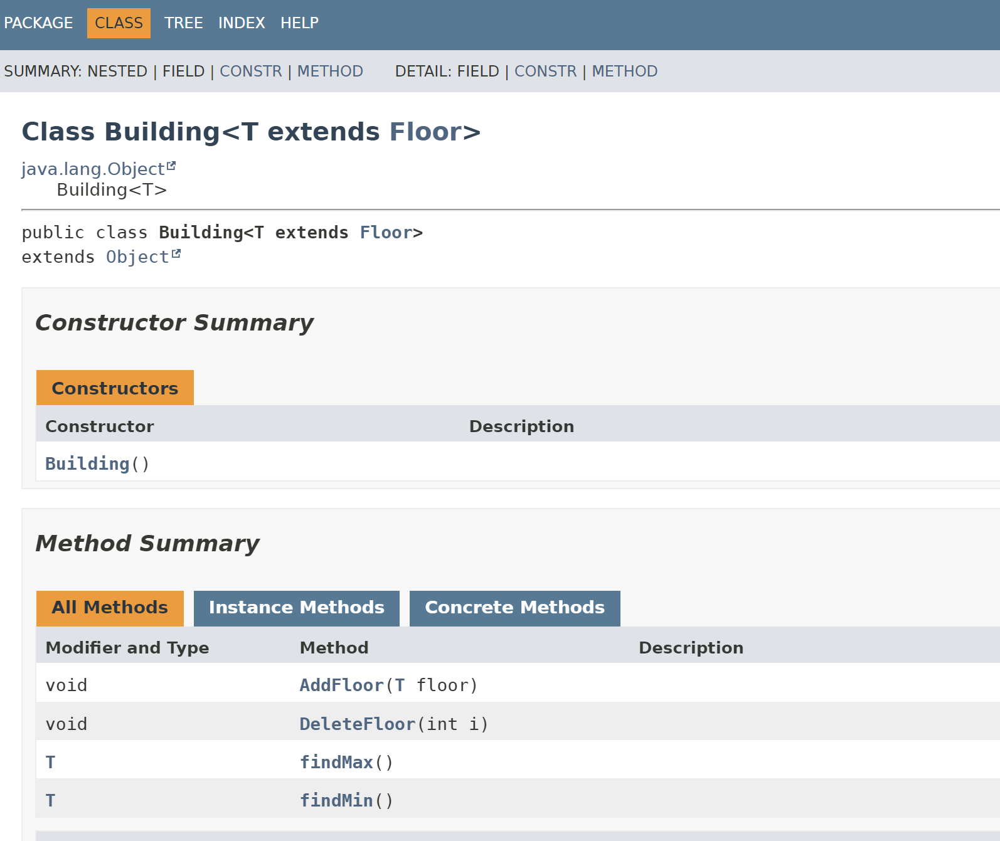 PACKAGE CLASS TREE INDEX HELP
SUMMARY: NESTED | FIELD | CONSTR | METHOD DETAIL: FIELD | CONSTR | METHOD
Class Building<T extends Floor>
java.lang.Object
Building<T>
public class Building<T extends Floor>
extends Object
Constructor Summary
Constructors
Constructor Description
Building()
Method Summary
All Methods Instance Methods Concrete Methods
Modifier and Type Method Description
void AddFloor(T floor)
void DeleteFloor(int i)
T findMax()
T findMin()